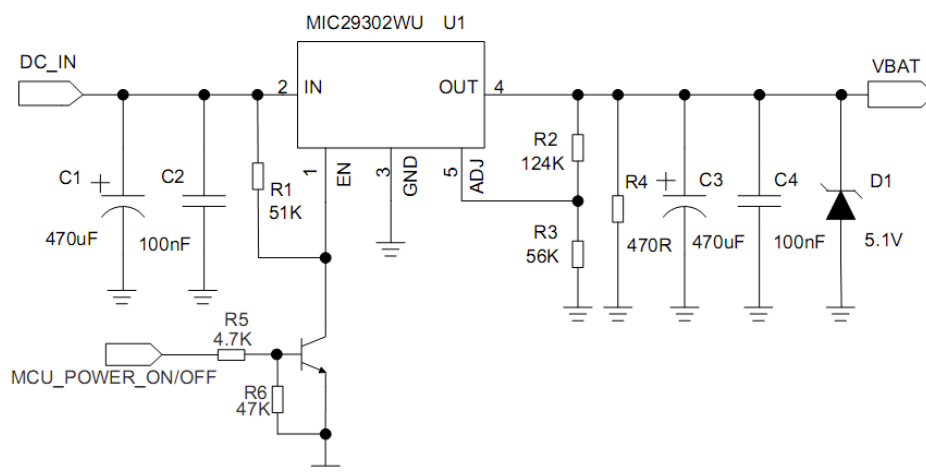 MIC29302WU U1
DC_IN
VBAT
2
IN
OUT
4
1
EN
3
GND
5
ADJ
R2
124K
C1
+
470uF
C2
100nF
R1
51K
R3
56K
R4
470R
+
C3
470uF
C4
100nF
D1
5.1V
R5
4.7K
MCU_POWER_ON/OFF
R6
47K